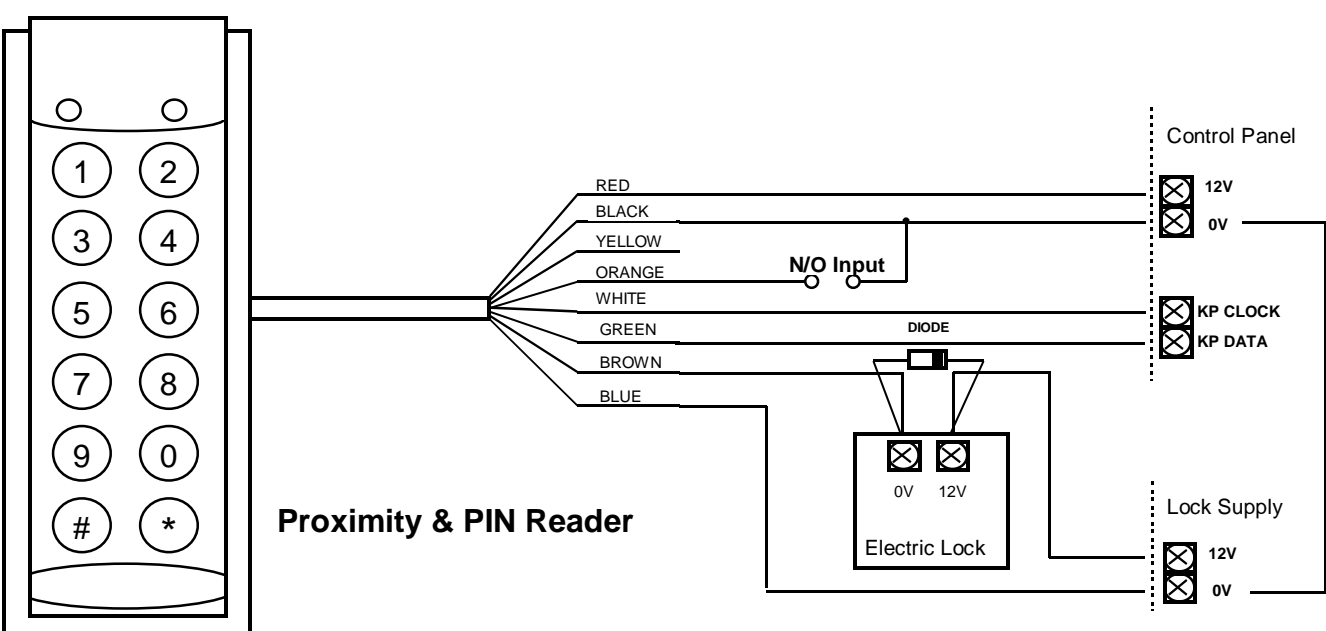 1 2
3 4
5 6
7 8
9 0
# *
Proximity & PIN Reader
RED
BLACK
YELLOW
ORANGE
WHITE
GREEN
BROWN
BLUE
N/O Input
DIODE
0V 12V
Electric Lock
Control Panel
12V
0V
KP CLOCK
KP DATA
Lock Supply
12V
0V